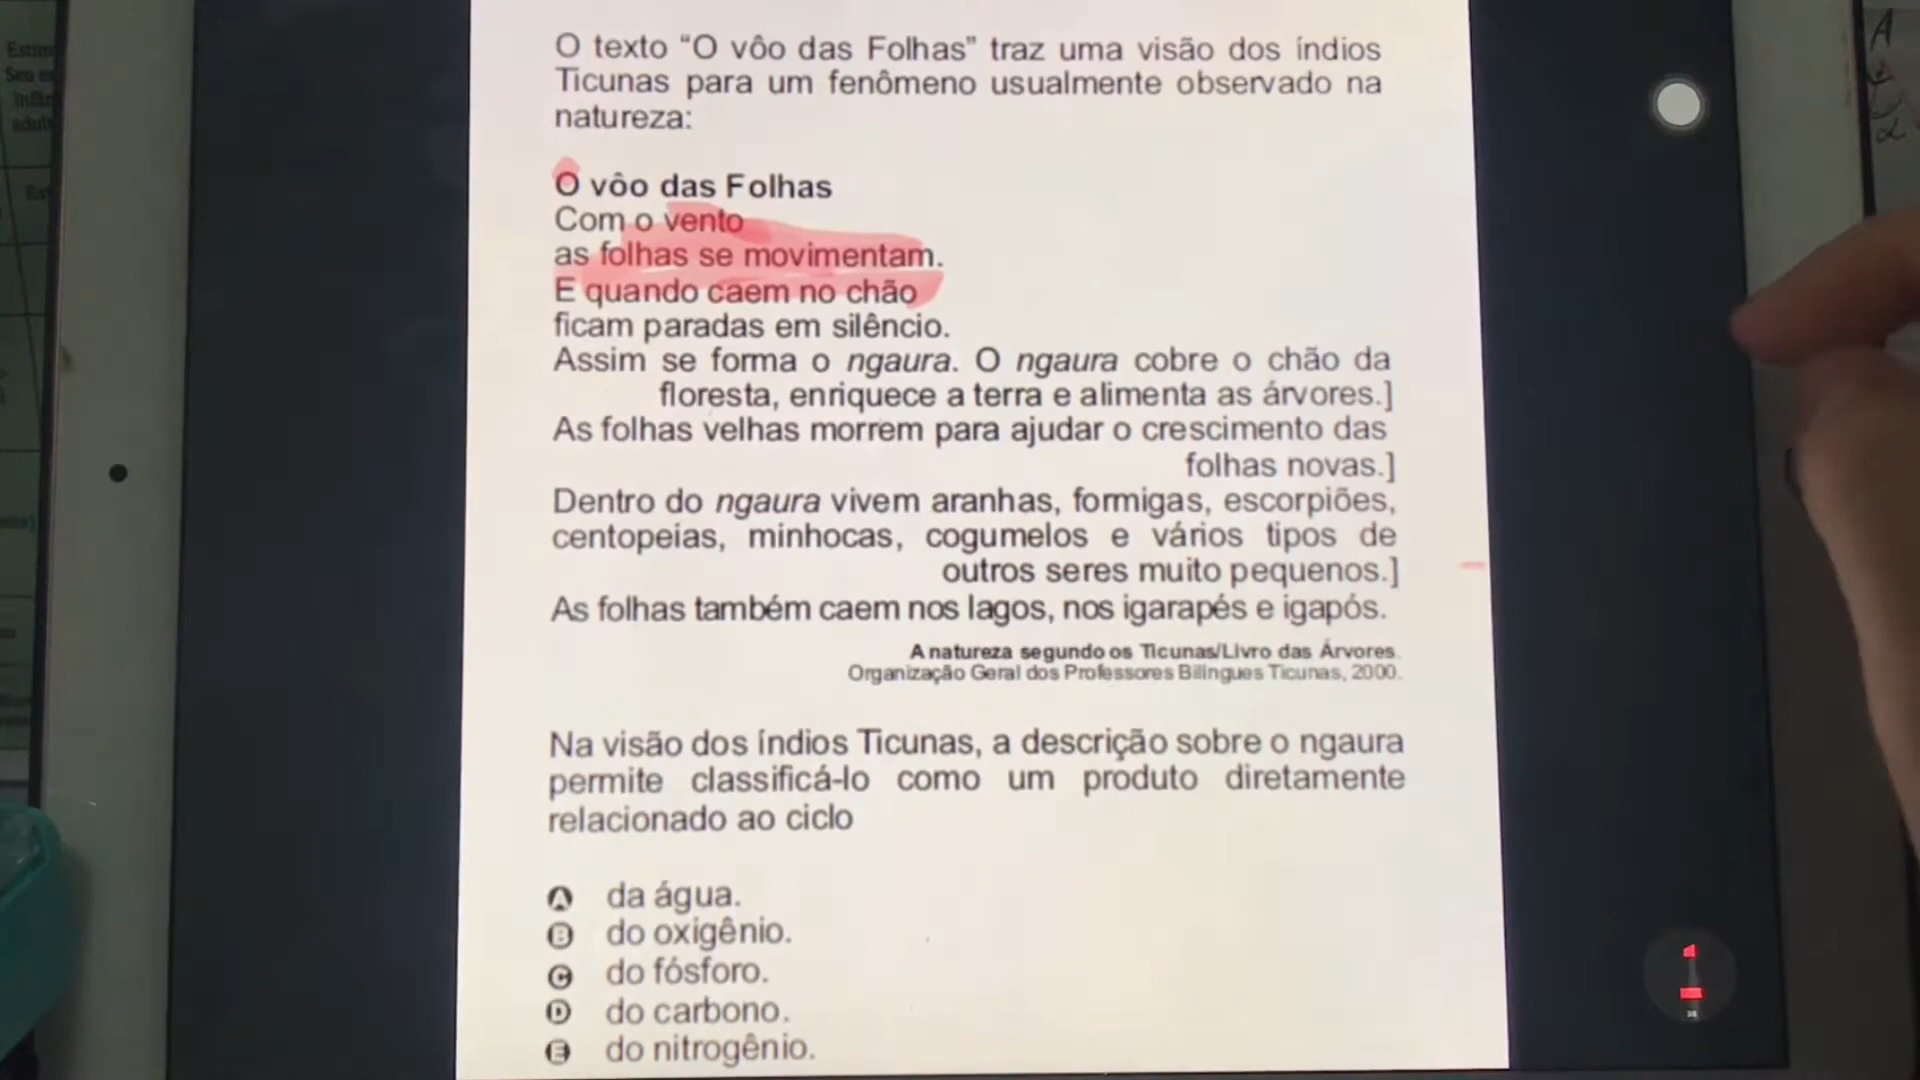 O texto “O vôo das Folhas” traz uma visão dos índios
Ticunas para um fenômeno usualmente observado na
natureza:
O vôo das Folhas
Com o vento
as folhas se movimentam.
E quando caem no chão
ficam paradas em silêncio.
Assim se forma o ngaura. O ngaura cobre o chão da
floresta, enriquece a terra e alimenta as árvores.]
As folhas velhas morrem para ajudar o crescimento das
folhas novas.]
Dentro do ngaura vivem aranhas, formigas, escorpiões,
centopeias, minhocas, cogumelos e vários tipos de
outros seres muito pequenos.]
As folhas também caem nos lagos, nos igarapés e igapós.
A natureza segundo os Ticunas/Livro das Árvores.
Organização Geral dos Professores Bilíngues Ticunas, 2000.
Na visão dos índios Ticunas, a descrição sobre o ngaura
permite classificá-lo como um produto diretamente
relacionado ao ciclo
A da água.
B do oxigênio.
C do fósforo.
D do carbono.
E do nitrogênio.